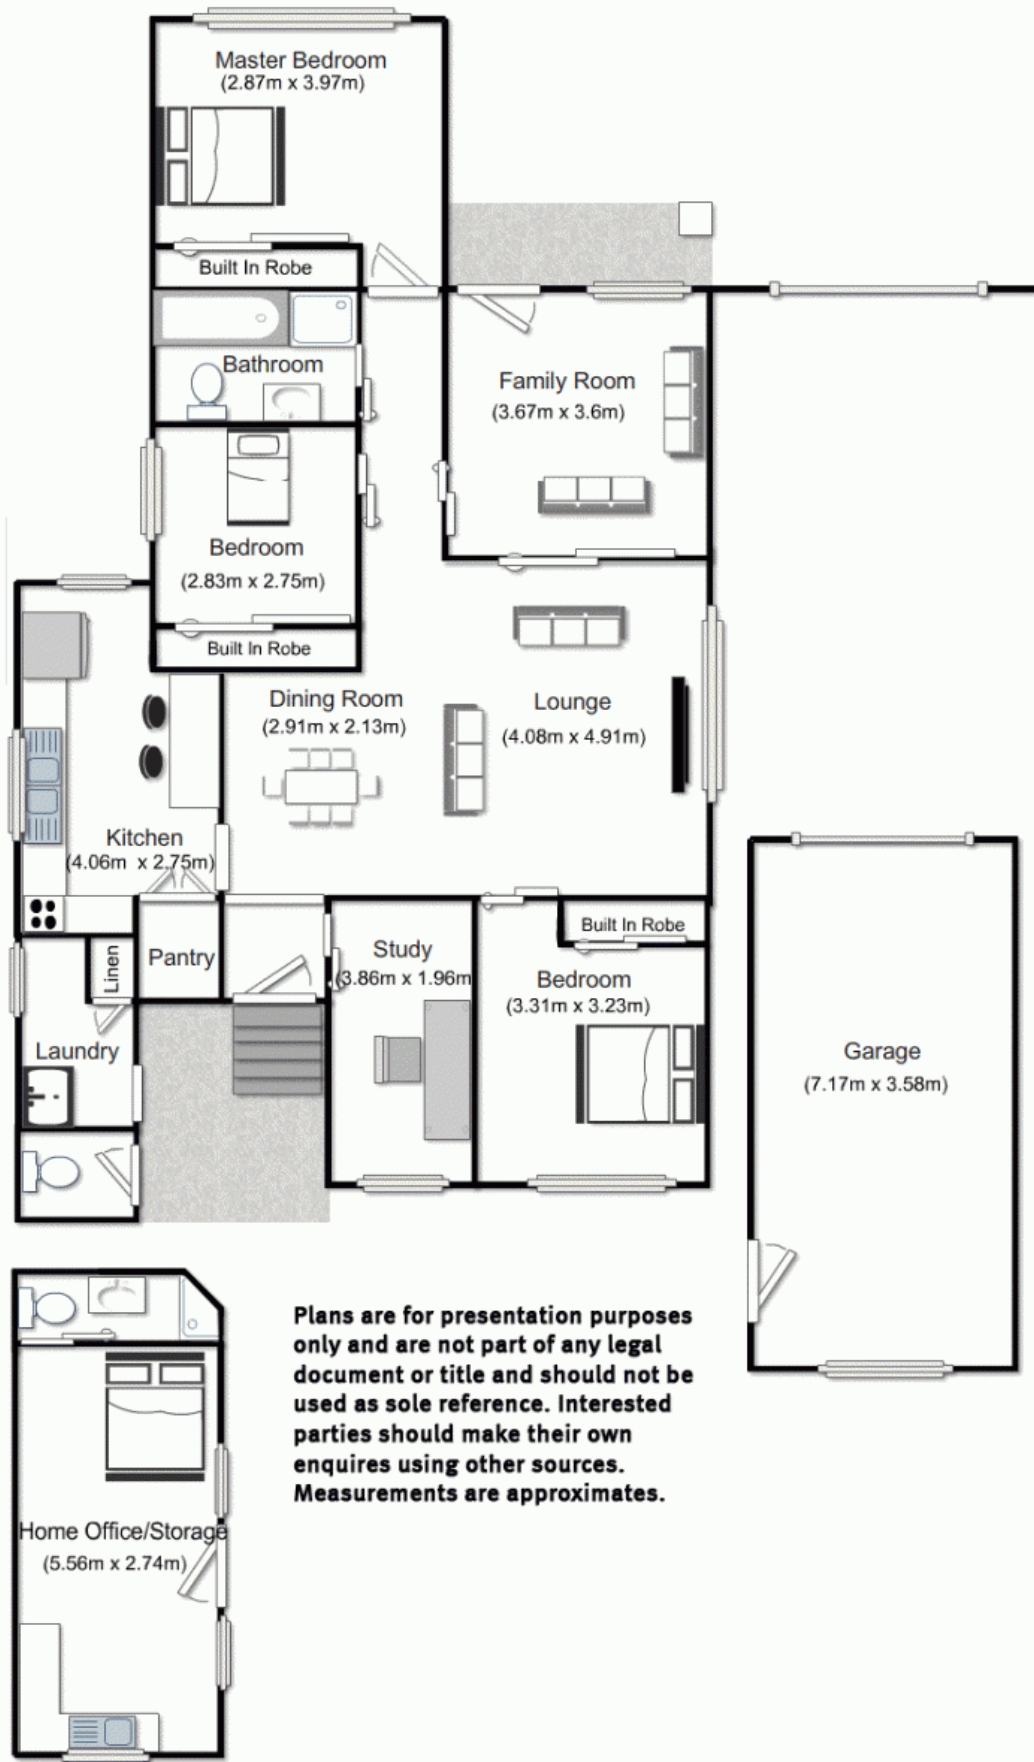 Master Bedroom
(2.87m x 3.97m)
Built In Robe
Bathroom
Family Room
(3.67m x 3.6m)
Bedroom
(2.83m x 2.75m)
Built In Robe
Dining Room
(2.91m x 2.13m)
Lounge
(4.08m x 4.91m)
Kitchen
(4.06m x 2.75m)
Built In Robe
Linen
Pantry
Study
(3.86m x 1.96m
Bedroom
(3.31m x 3.23m)
Laundry
Garage
(7.17m x 3.58m)
Plans are for presentation purposes
only and are not part of any legal
document or title and should not be
used as sole reference. Interested
parties should make their own
enquires using other sources.
Measurements are approximates.
Home Office/Storage
(5.56m x 2.74m)